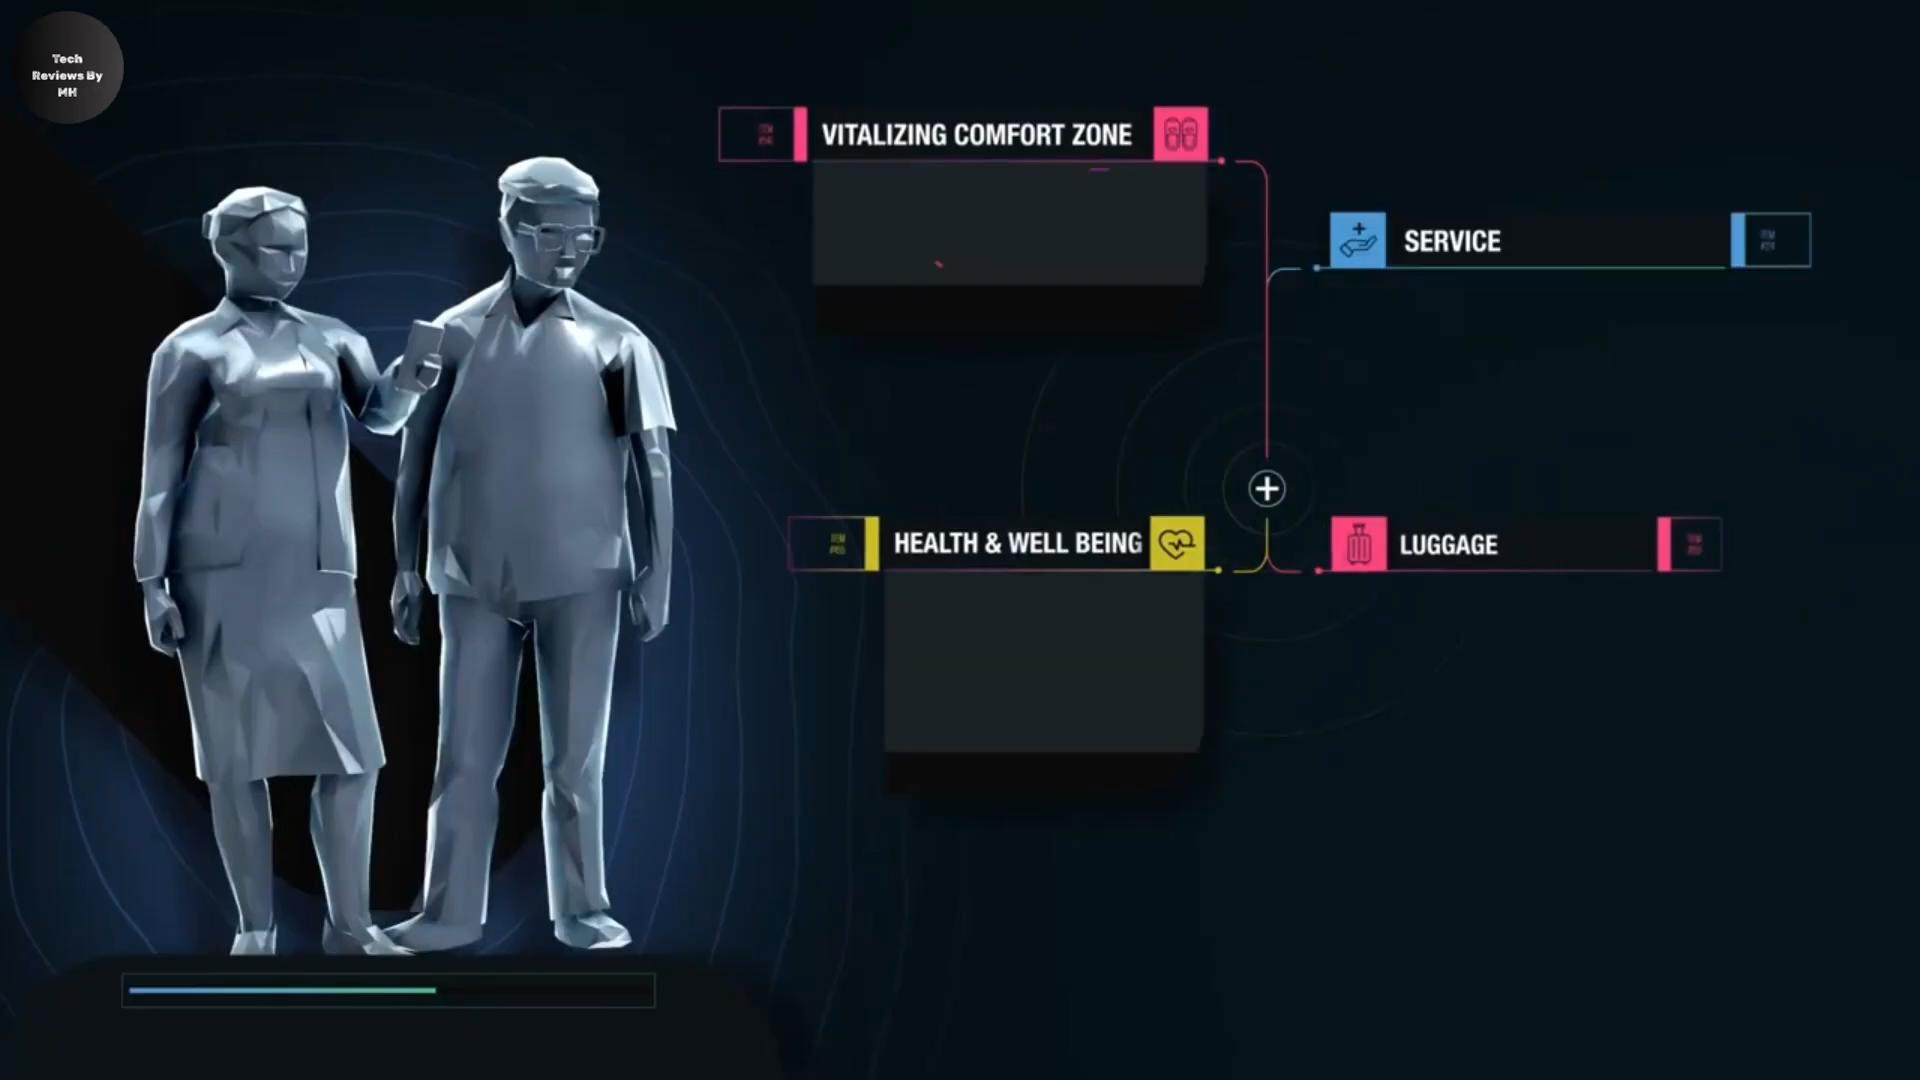 Tech
Reviews By
MH
VITALIZING COMFORT ZONE
SERVICE
HEALTH & WELL BEING
LUGGAGE